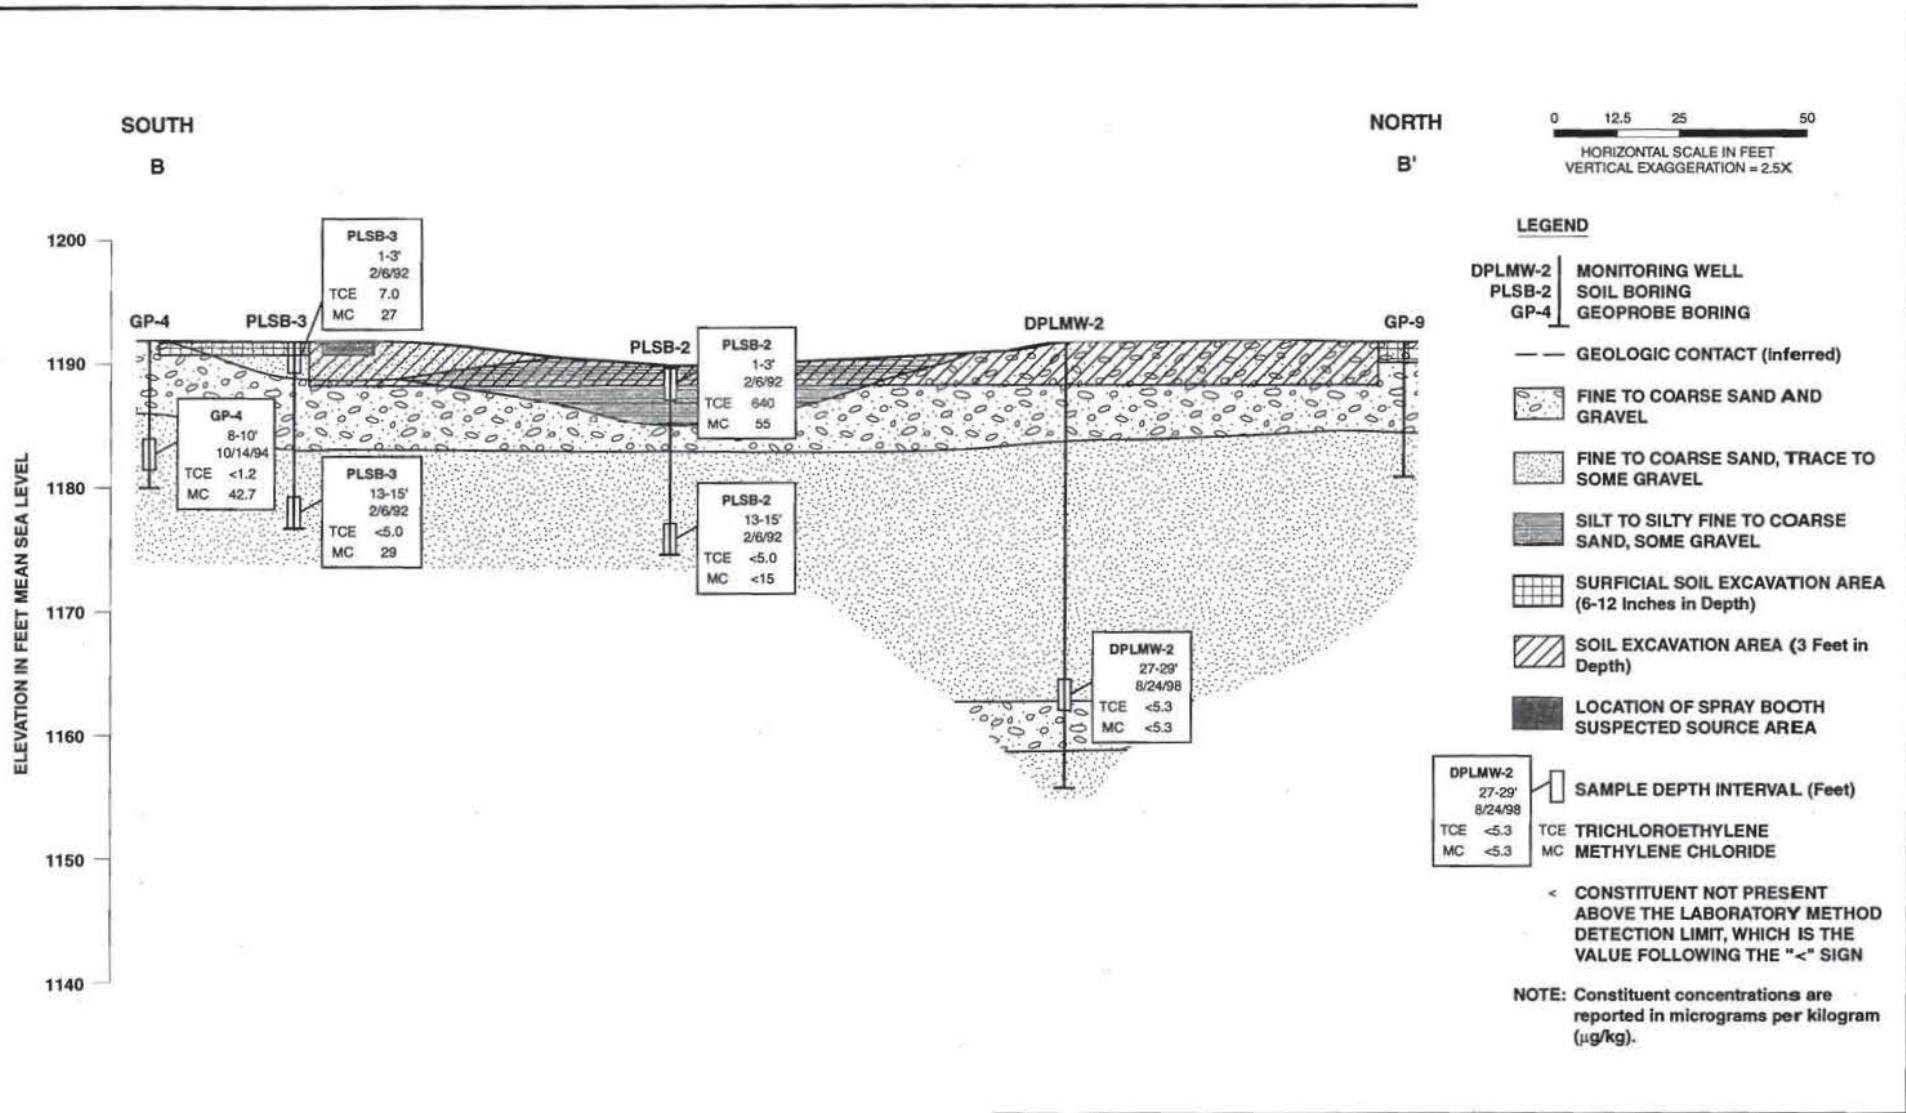 SOUTH
B
NORTH
B'
0 12.5 25 50
HORIZONTAL SCALE IN FEET
VERTICAL EXAGGERATION = 2.5X
ELEVATION IN FEET MEAN SEA LEVEL
1200
1190
1180
1170
1160
1150
1140
GP-4
PLSB-3
PLSB-2
DPLMW-2
GP-9
PLSB-3
1-3'
2/6/92
TCE 7.0
MC 27
PLSB-2
1-3'
2/6/92
TCE 640
MC 55
GP-4
8-10'
10/14/94
TCE <1.2
MC 42.7
PLSB-3
13-15'
2/6/92
TCE <5.0
MC 29
PLSB-2
13-15'
2/6/92
TCE <5.0
MC <15
DPLMW-2
27-29'
8/24/98
TCE <5.3
MC <5.3
LEGEND
DPLMW-2 MONITORING WELL
PLSB-2 SOIL BORING
GP-4 GEOPROBE BORING
GEOLOGIC CONTACT (Inferred)
FINE TO COARSE SAND AND
GRAVEL
FINE TO COARSE SAND, TRACE TO
SOME GRAVEL
SILT TO SILTY FINE TO COARSE
SAND, SOME GRAVEL
SURFICIAL SOIL EXCAVATION AREA
(6-12 Inches in Depth)
SOIL EXCAVATION AREA (3 Feet in
Depth)
LOCATION OF SPRAY BOOTH
SUSPECTED SOURCE AREA
DPLMW-2
27-29'
8/24/98
TCE <5.3
MC <5.3
SAMPLE DEPTH INTERVAL (Feet)
TCE TRICHLOROETHYLENE
MC METHYLENE CHLORIDE
< CONSTITUENT NOT PRESENT
ABOVE THE LABORATORY METHOD
DETECTION LIMIT, WHICH IS THE
VALUE FOLLOWING THE "<" SIGN
NOTE: Constituent concentrations are
reported in micrograms per kilogram
(µg/kg).